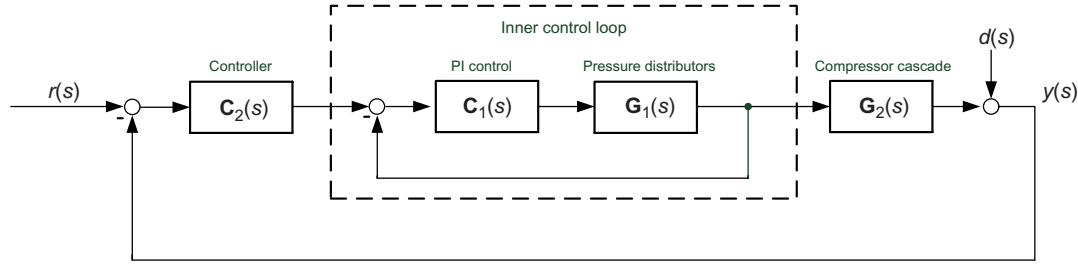 Inner control loop
d(s)
Controller
PI control
Pressure distributors
Compressor cascade
r(s)
y(s)
C₂(s)
C₁(s)
G₁(s)
G₂(s)
-
-